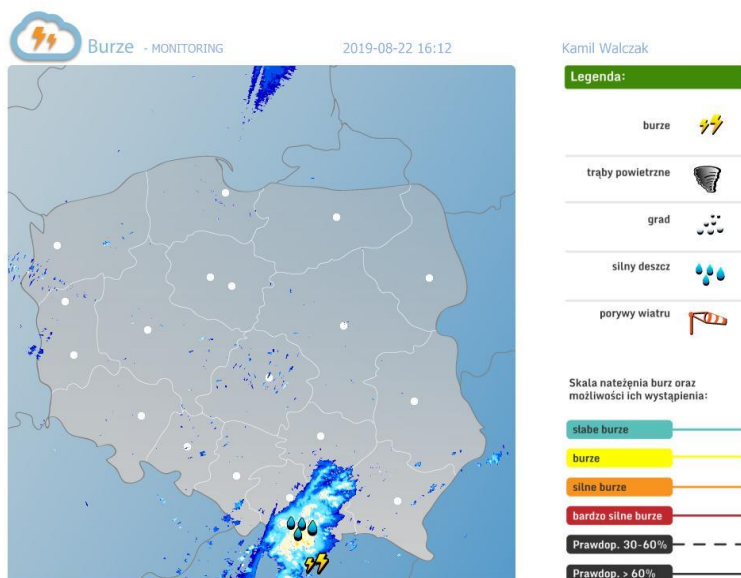 Burze - MONITORING
2019-08-22 16:12
Kamil Walczak
Legenda:
burze
trąby powietrzne
grad
silny deszcz
porywy wiatru
Skala natężenia burz oraz
możliwości ich wystąpienia:
słabe burze
burze
silne burze
bardzo silne burze
Prawdop. 30-60%
Prawdop. > 60%